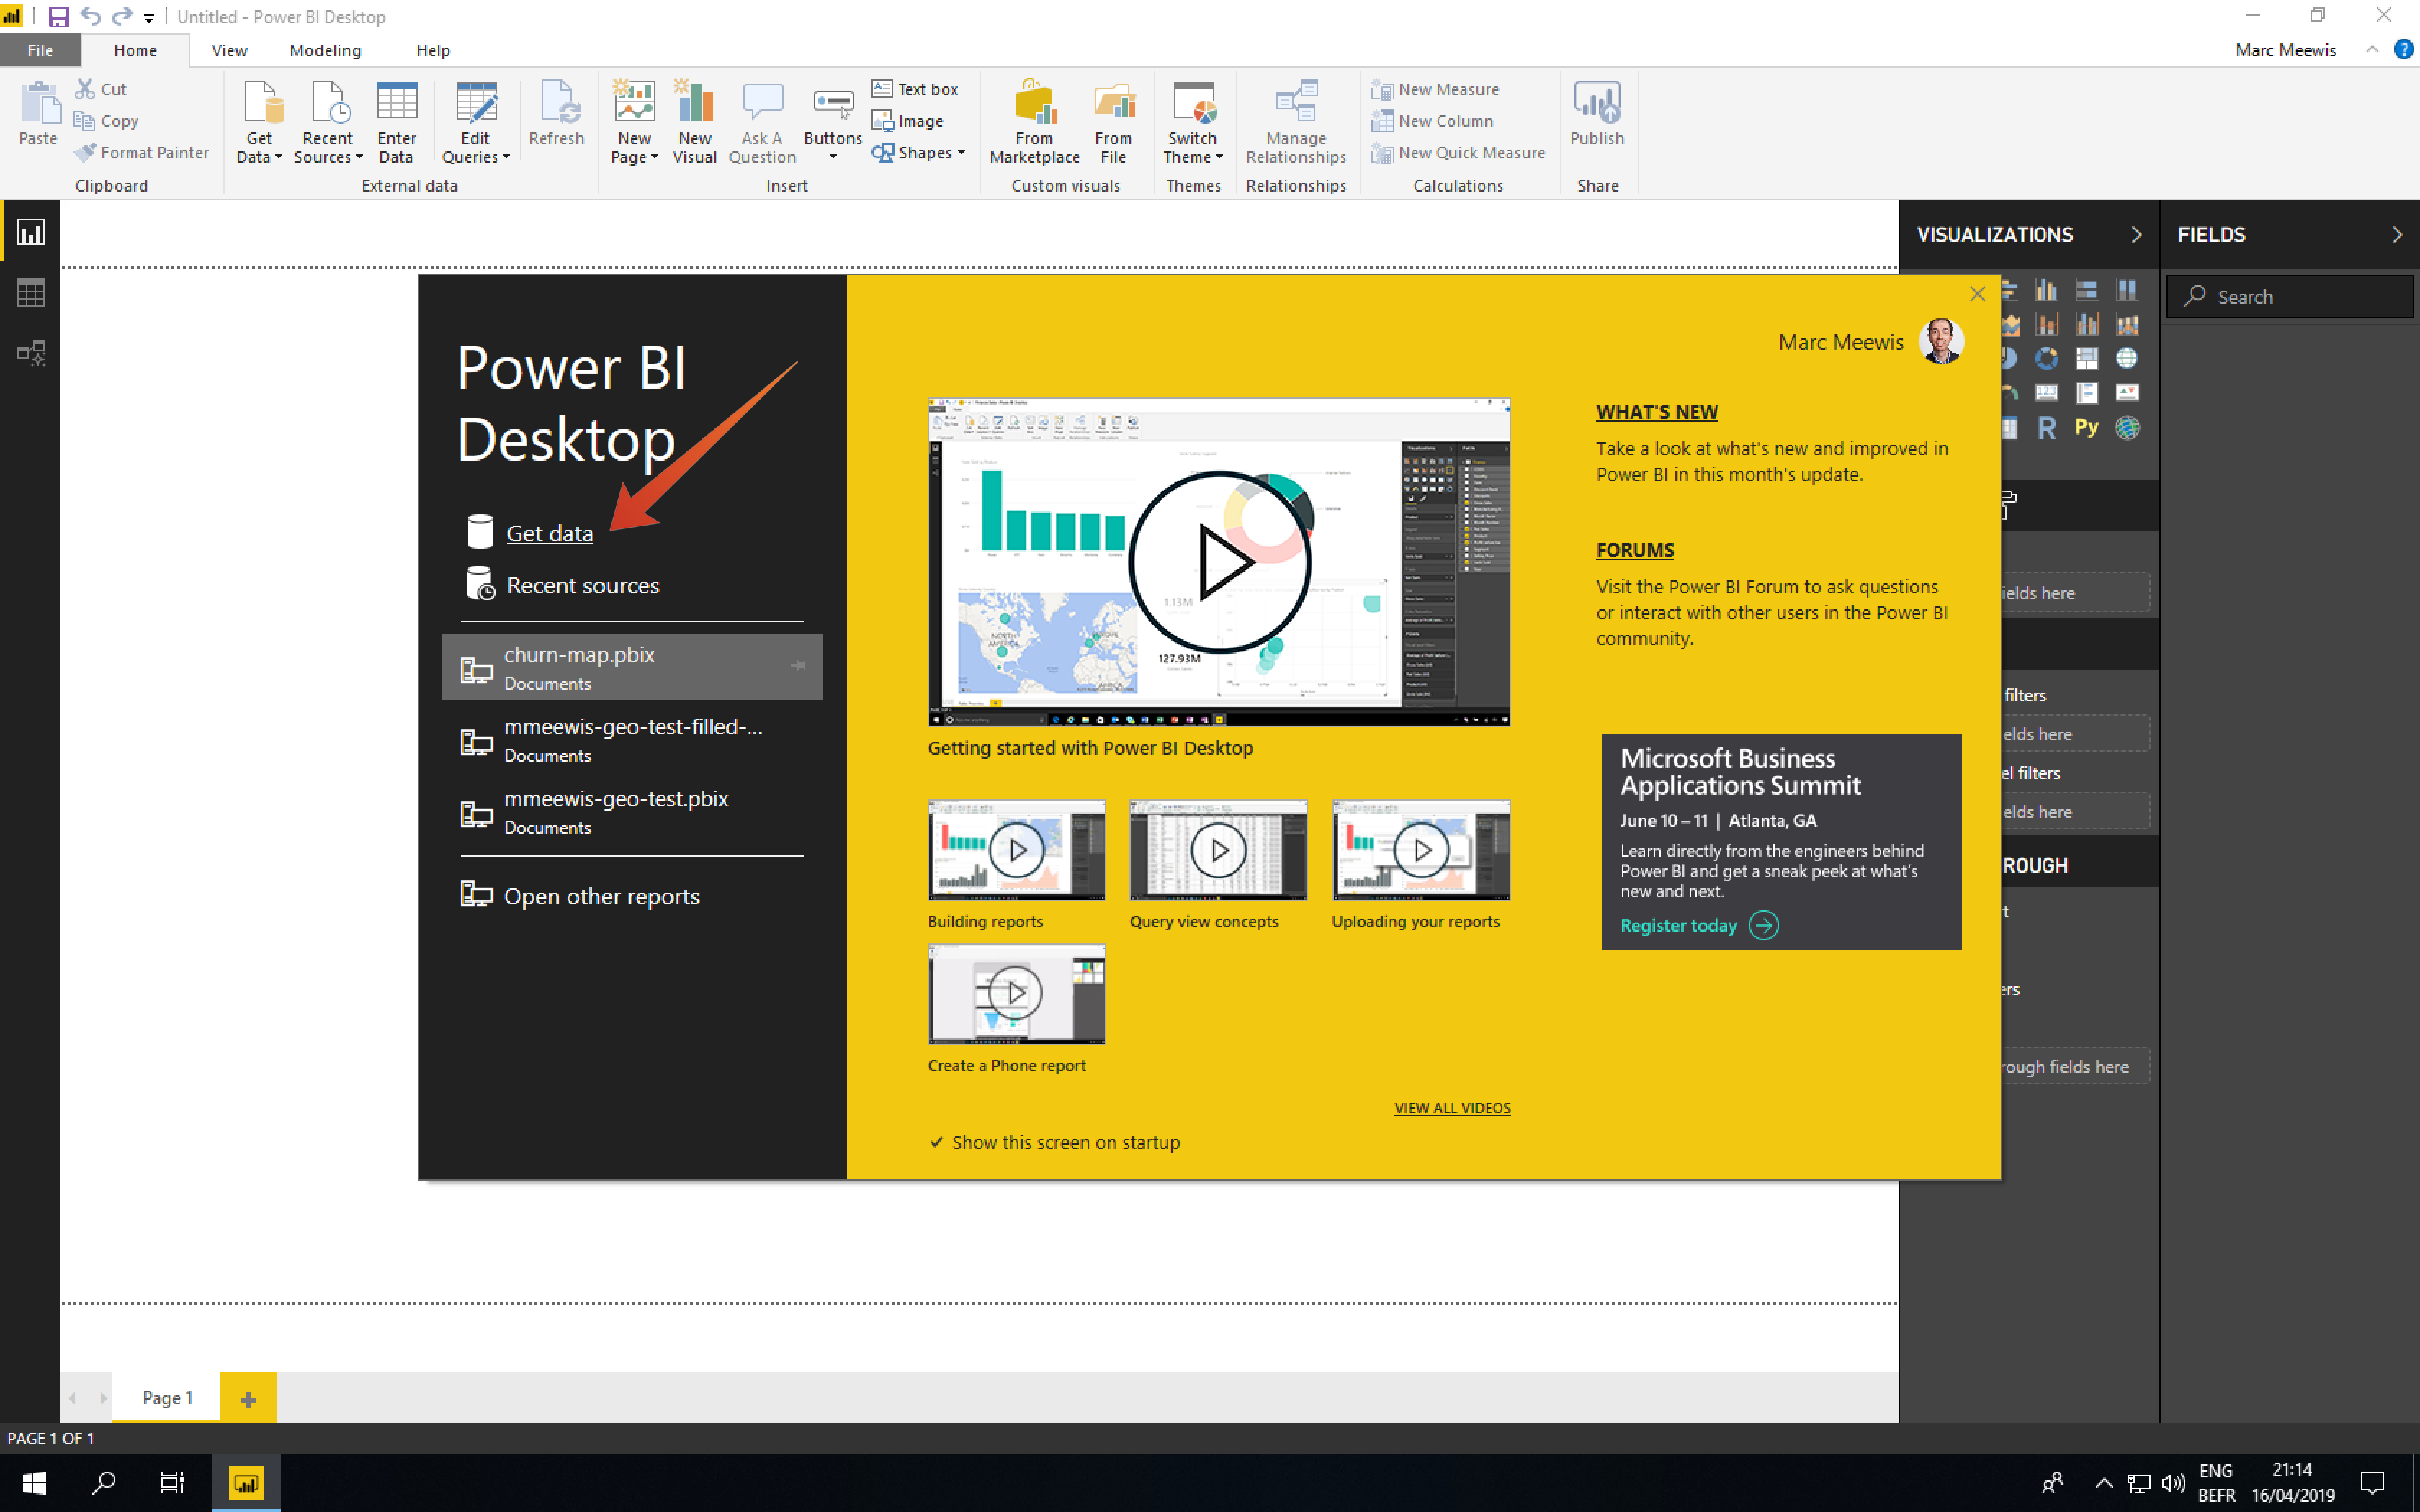 Untitled - Power BI Desktop
File
Home
View
Modeling
Help
Marc Meewis
Paste
Cut
Copy
Format Painter
Clipboard
Get
Data
Recent
Sources
Enter
Data
Edit
Queries
Refresh
External data
New
Page
New
Visual
Ask A
Question
Buttons
Text box
Image
Shapes
Insert
From
Marketplace
From
File
Custom visuals
Switch
Theme
Themes
Manage
Relationships
Relationships
New Measure
New Column
New Quick Measure
Calculations
Publish
Share
VISUALIZATIONS
FIELDS
Search
R
Py
Power BI
Desktop
Get data
Recent sources
churn-map.pbix
Documents
mmeewis-geo-test-filled-...
Documents
mmeewis-geo-test.pbix
Documents
Open other reports
Marc Meewis
1.13M
127.93M
NORTH
AMERICA
Getting started with Power BI Desktop
Building reports
Query view concepts
Uploading your reports
Create a Phone report
VIEW ALL VIDEOS
Show this screen on startup
WHAT'S NEW
Take a look at what's new and improved in
Power BI in this month's update.
FORUMS
Visit the Power BI Forum to ask questions
or interact with other users in the Power BI
community.
Microsoft Business
Applications Summit
June 10 – 11 | Atlanta, GA
Learn directly from the engineers behind
Power BI and get a sneak peek at what's
new and next.
Register today
ields here
filters
elds here
el filters
elds here
ROUGH
t
ers
rough fields here
Page 1
PAGE 1 OF 1
ENG
BEFR
21:14
16/04/2019